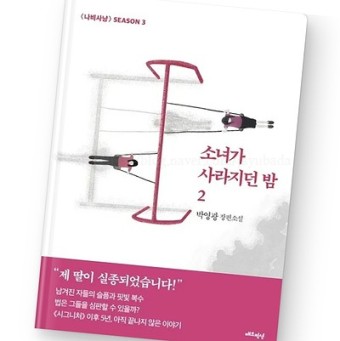 《나비사냥》 SEASON 3
소녀가
사라지던 밤
2
박영광 장편소설
"제 딸이 실종되었습니다!"
남겨진 자들의 슬픔과 핏빛 복수
법은 그들을 심판할 수 있을까?
《시그니처》 이후 5년, 아직 끝나지 않은 이야기